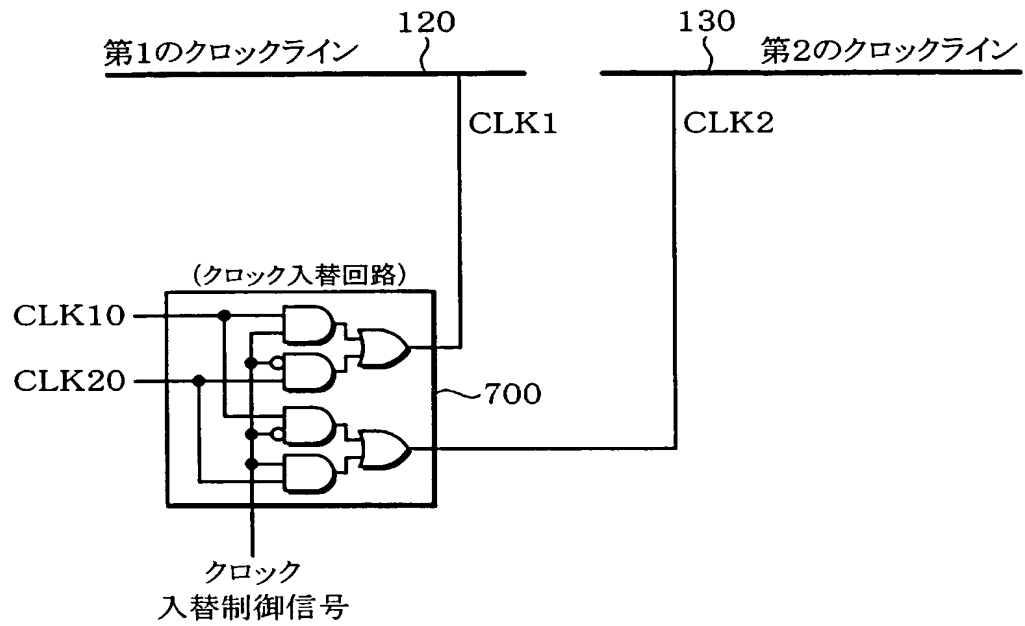 120
第1のクロックライン
130
第2のクロックライン
CLK1
CLK2
(クロック入替回路)
CLK10
CLK20
700
クロック
入替制御信号